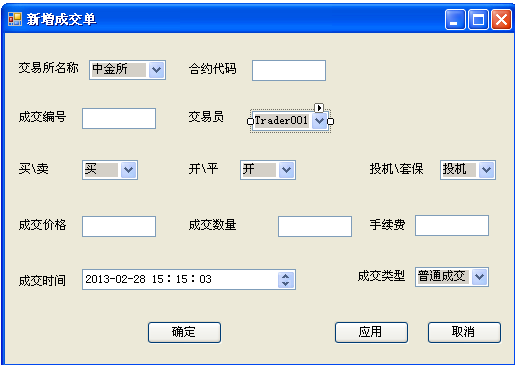 新增成交单
交易所名称 中金所 合约代码
成交编号 交易员 Trader001
买\卖 买 开\平 开 投机\套保 投机
成交价格 成交数量 手续费
成交时间 2013-02-28 15:15:03 成交类型 普通成交
确定 应用 取消